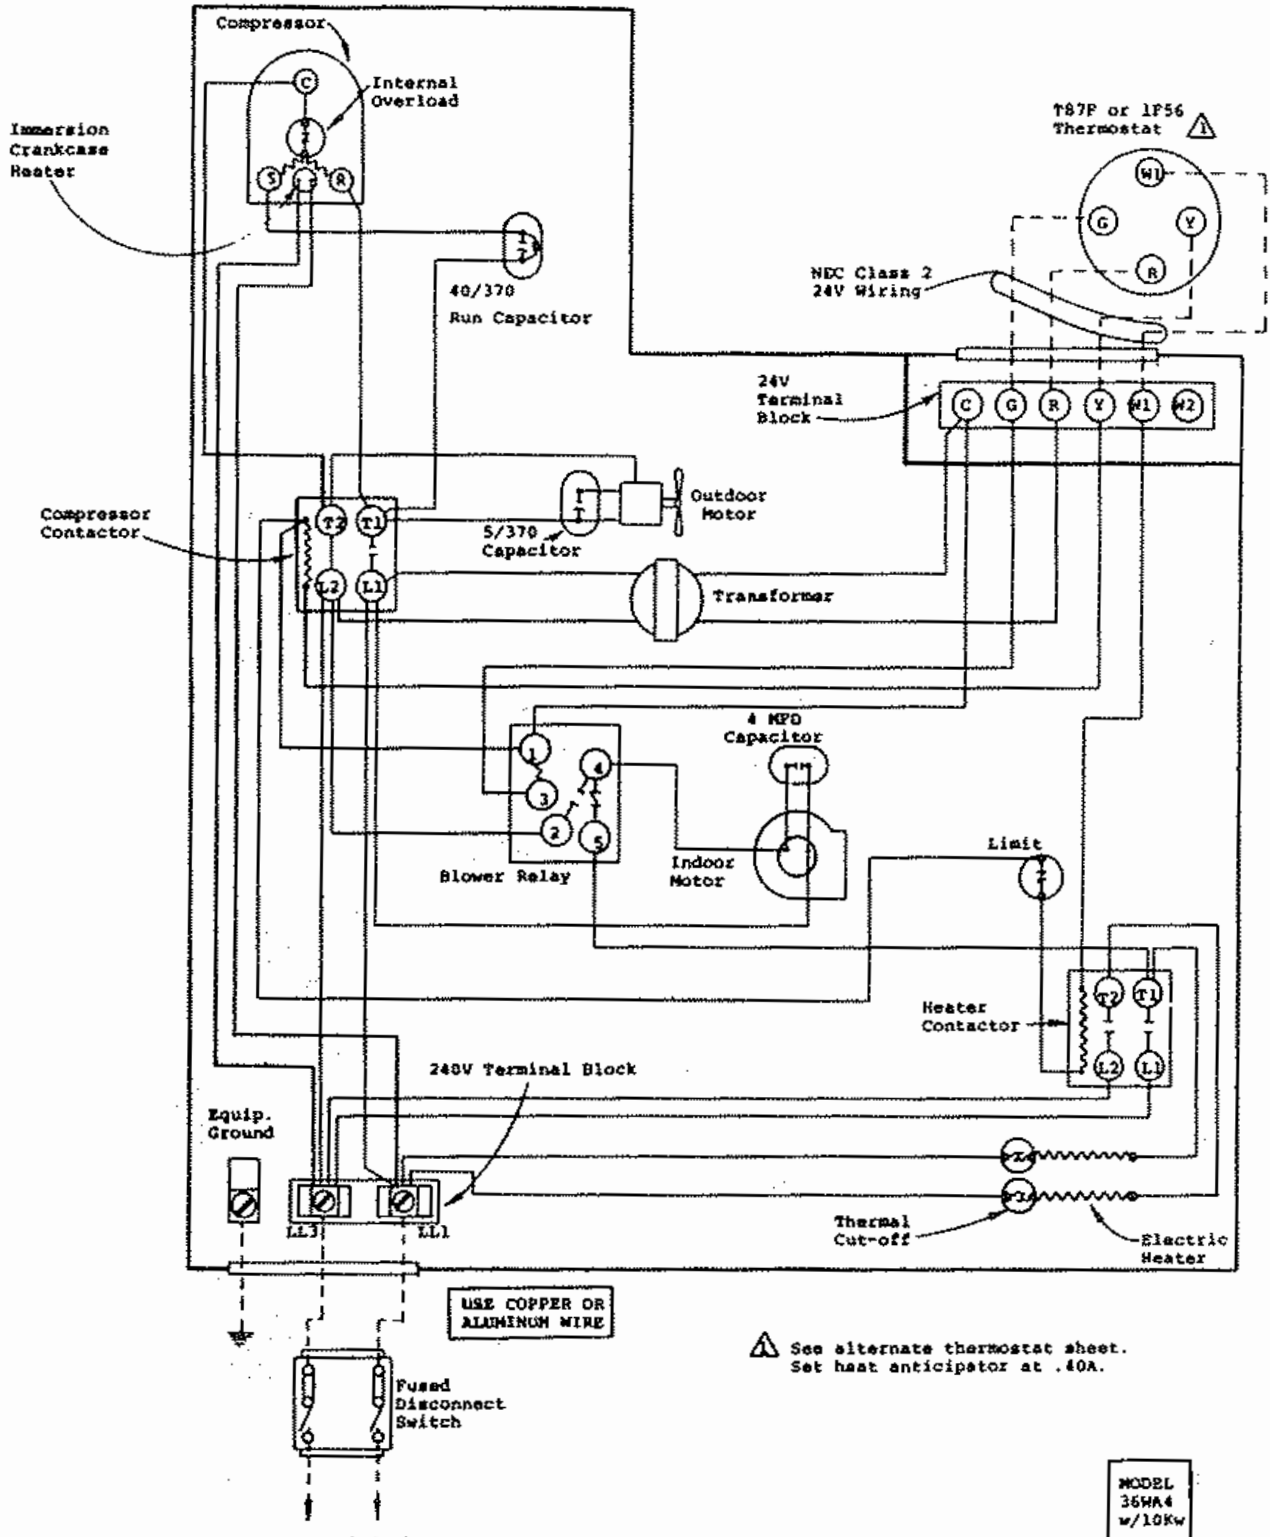 Compressor
C
Internal
Overload
Immersion
Crankcase
Heater
S
R
40/370
Run Capacitor
T87F or 1F56
Thermostat 1
W1
G
Y
R
NEC Class 2
24V Wiring
24V
Terminal
Block
C G R Y W1 W2
Compressor
Contactor
T2 T1
L2 L1
5/370
Capacitor
Outdoor
Motor
Transformer
4 MFD
Capacitor
1
4
3
2
5
Blower Relay
Indoor
Motor
Limit
Heater
Contactor
T2 T1
L2 L1
240V Terminal Block
Equip.
Ground
LL3
LL1
Thermal
Cut-off
Electric
Heater
USE COPPER OR
ALUMINUM WIRE
1 See alternate thermostat sheet.
Set heat anticipator at .40A.
Fused
Disconnect
Switch
MODEL
36WA4
w/10Kw